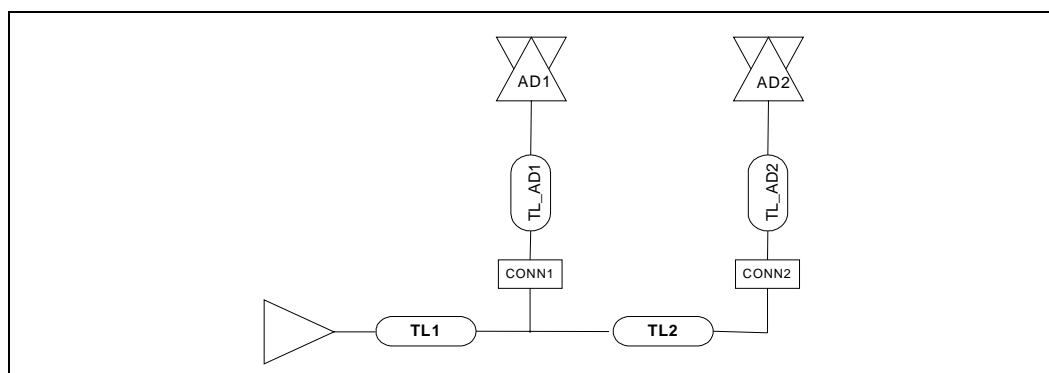 AD1
AD2
TL_AD1
TL_AD2
CONN1
CONN2
TL1
TL2